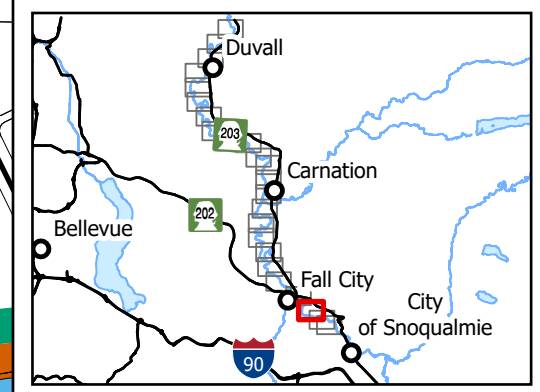 Duvall
203
Carnation
202
Bellevue
Fall City
City
of Snoqualmie
90